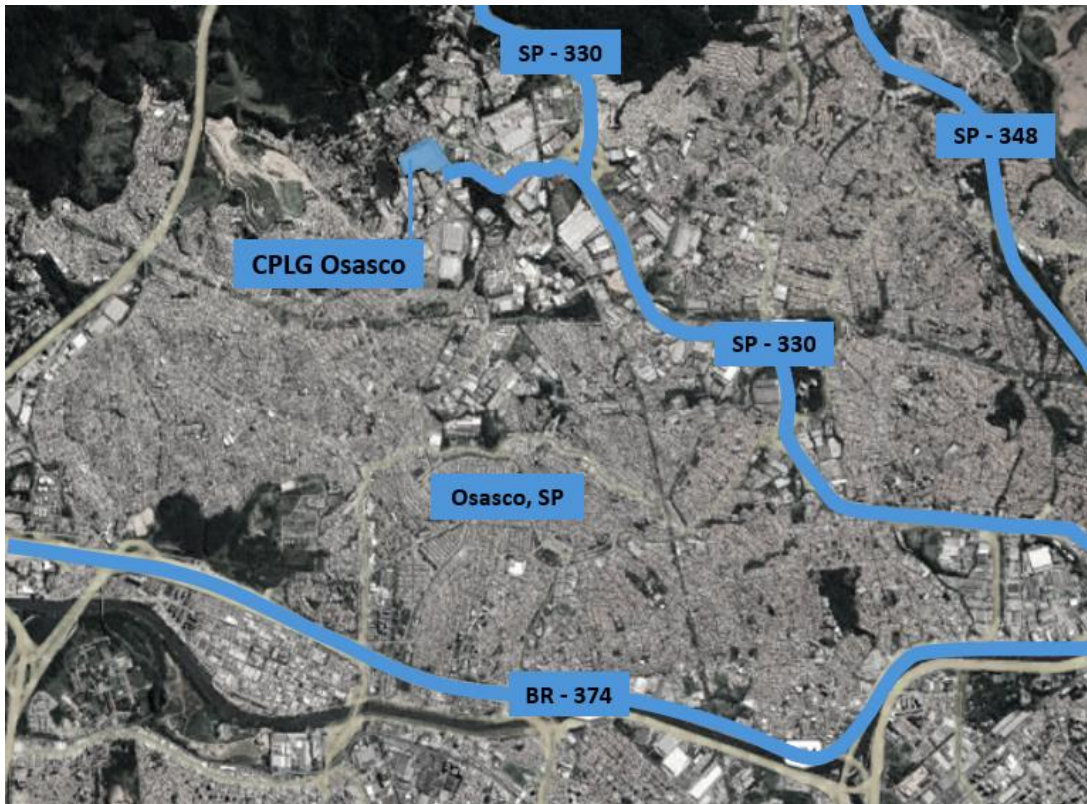 SP - 330
SP - 348
CPLG Osasco
SP - 330
Osasco, SP
BR - 374